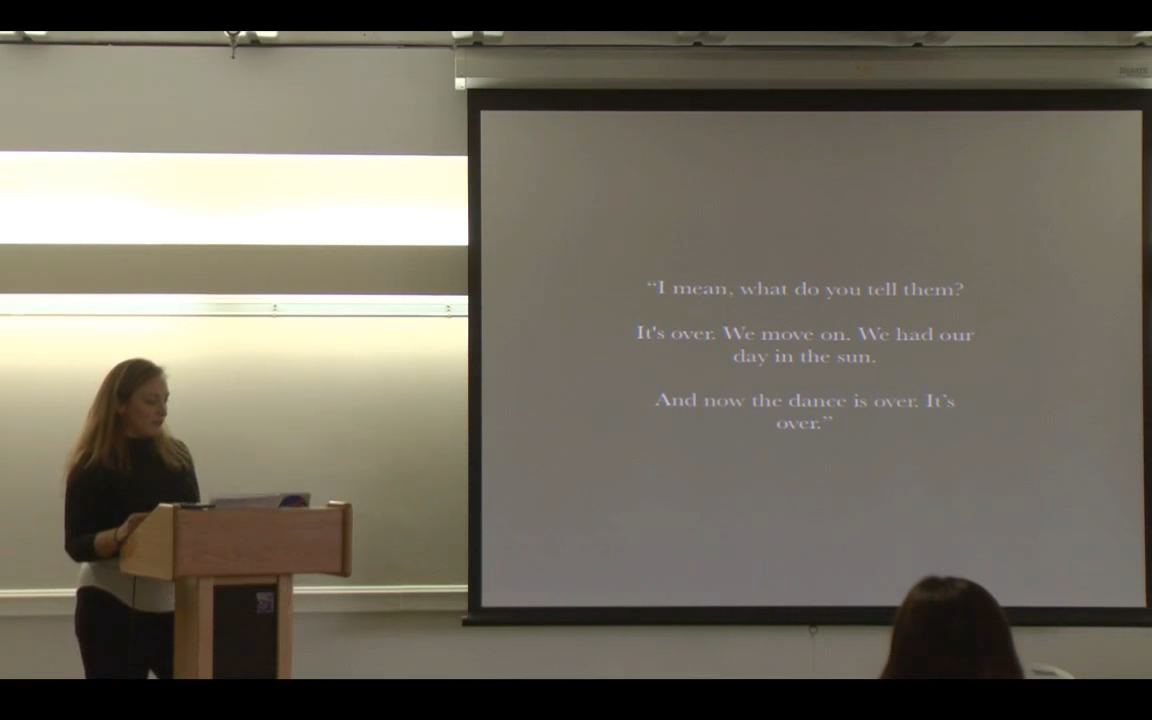 “I mean, what do you tell them?
It's over. We move on. We had our
day in the sun.
And now the dance is over. It’s
over.”